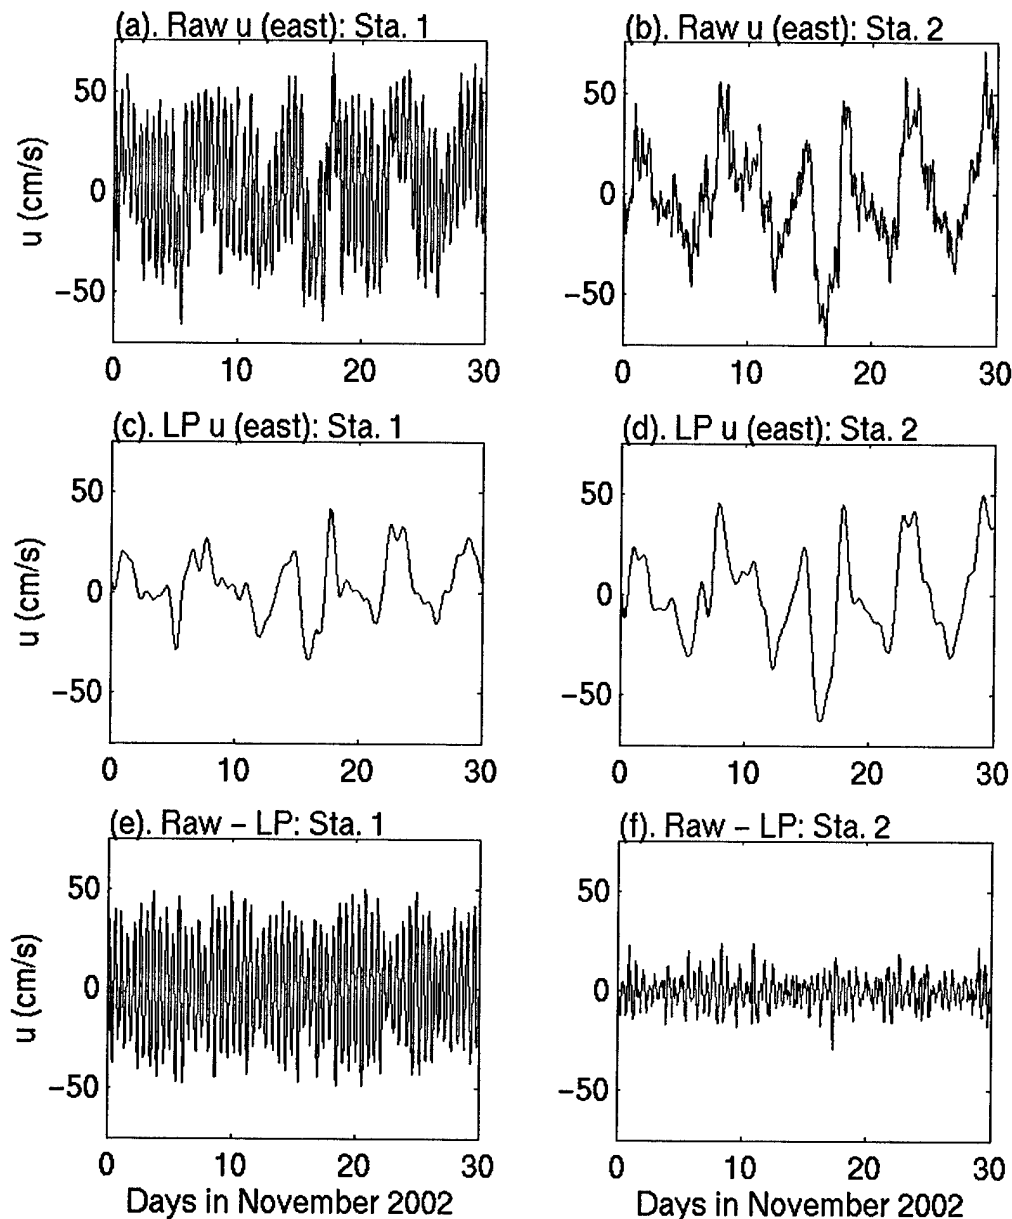 (a). Raw u (east): Sta. 1
(b). Raw u (east): Sta. 2
u (cm/s)
50
0
−50
50
0
−50
0 10 20 30
0 10 20 30
(c). LP u (east): Sta. 1
(d). LP u (east): Sta. 2
u (cm/s)
50
0
−50
50
0
−50
0 10 20 30
0 10 20 30
(e). Raw − LP: Sta. 1
(f). Raw − LP: Sta. 2
u (cm/s)
50
0
−50
50
0
−50
0 10 20 30
0 10 20 30
Days in November 2002
Days in November 2002